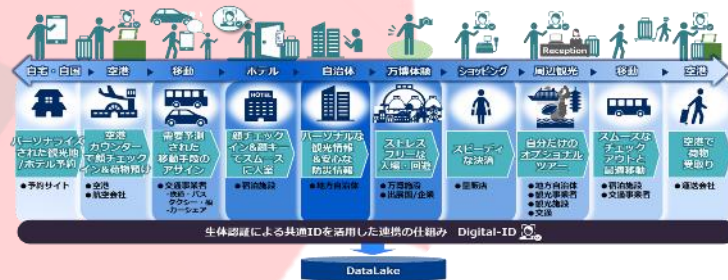 Reception
自宅・自国 ▶ 空港 ▶ 移動 ▶ ホテル ▶ 自治体 ▶ 万博体験 ▶ ショッピング ▶ 周辺観光 ▶ 移動 ▶ 空港
HOTEL
パーソナライズ
された観光地
/ホテル予約
空港
カウンター
で顔チェック
イン&荷物預け
需要予測
された
移動手段の
アサイン
顔チェック
イン&顔キー
でスムース
に入室
パーソナルな
観光情報
&安心な
防災情報
ストレス
フリーな
入場、回遊
スピーディ
な決済
自分だけの
オプショナル
ツアー
スムースな
チェック
アウトと
最適移動
空港で
荷物
受取り
●予約サイト
●空港
●航空会社
●交通事業者
-鉄道・バス
タクシー・船
-カーシェア
●宿泊施設
●地方自治体
●万博施設
●出展国/企業
●量販店
●地方自治体
●観光事業者
●観光施設
●交通
●宿泊施設
●交通事業者
●運送会社
生体認証による共通IDを活用した連携の仕組み Digital-ID
DataLake